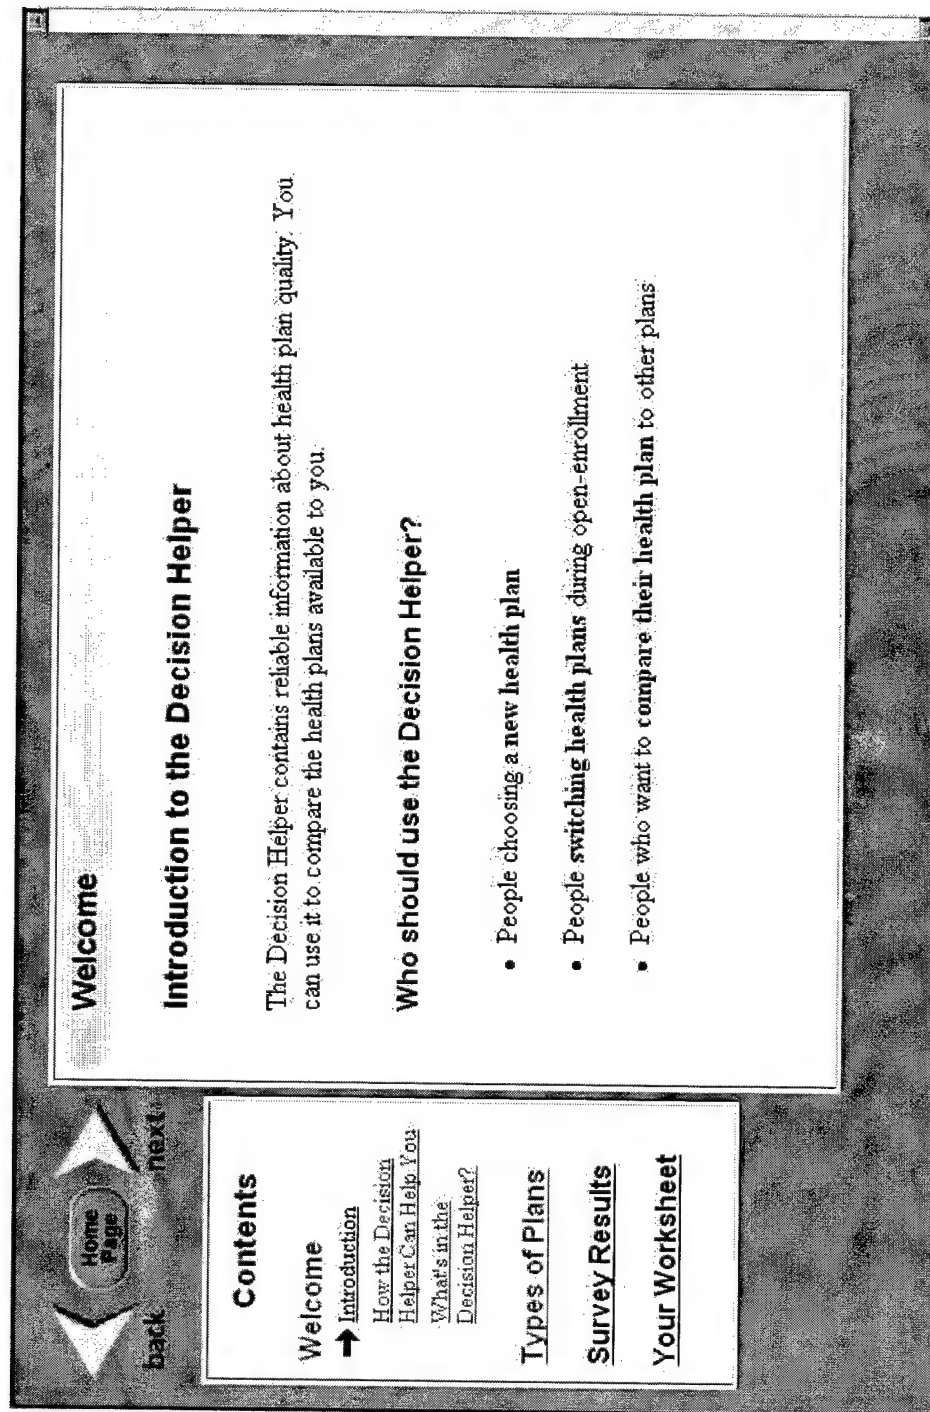 back
Home
Page
next
Contents
Welcome
Introduction
How the Decision
Helper Can Help You
What's in the
Decision Helper?
Types of Plans
Survey Results
Your Worksheet
Welcome
Introduction to the Decision Helper
The Decision Helper contains reliable information about health plan quality. You
can use it to compare the health plans available to you.
Who should use the Decision Helper?
• People choosing a new health plan
• People switching health plans during open-enrollment
• People who want to compare their health plan to other plans